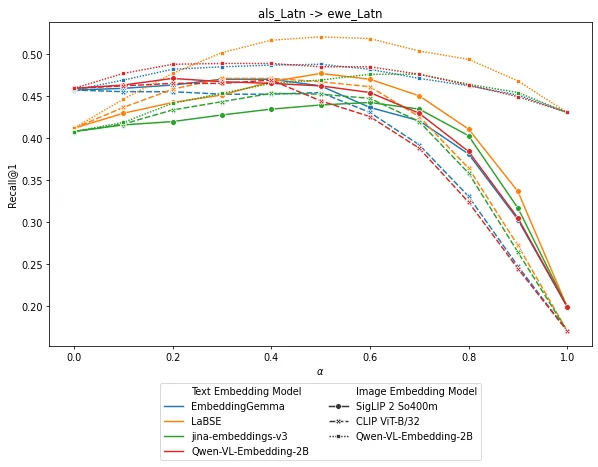 als_Latn -> ewe_Latn
Recall@1
0.50
0.45
0.40
0.35
0.30
0.25
0.20
0.0 0.2 0.4 0.6 0.8 1.0
α
Text Embedding Model Image Embedding Model
EmbeddingGemma SigLIP 2 So400m
LaBSE CLIP ViT-B/32
jina-embeddings-v3 Qwen-VL-Embedding-2B
Qwen-VL-Embedding-2B